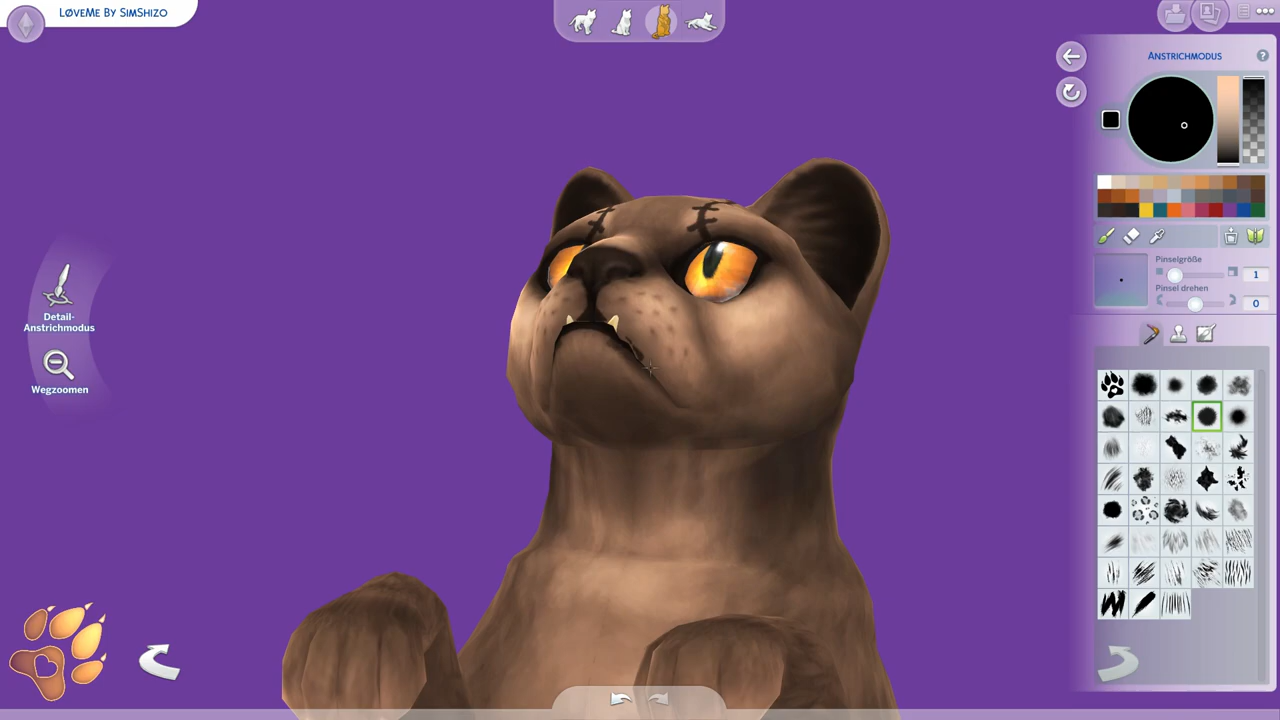 LøveMe By SimShizo
Anstrichmodus
?
Pinselgröße
1
Pinsel drehen
0
Detail-
Anstrichmodus
Wegzoomen